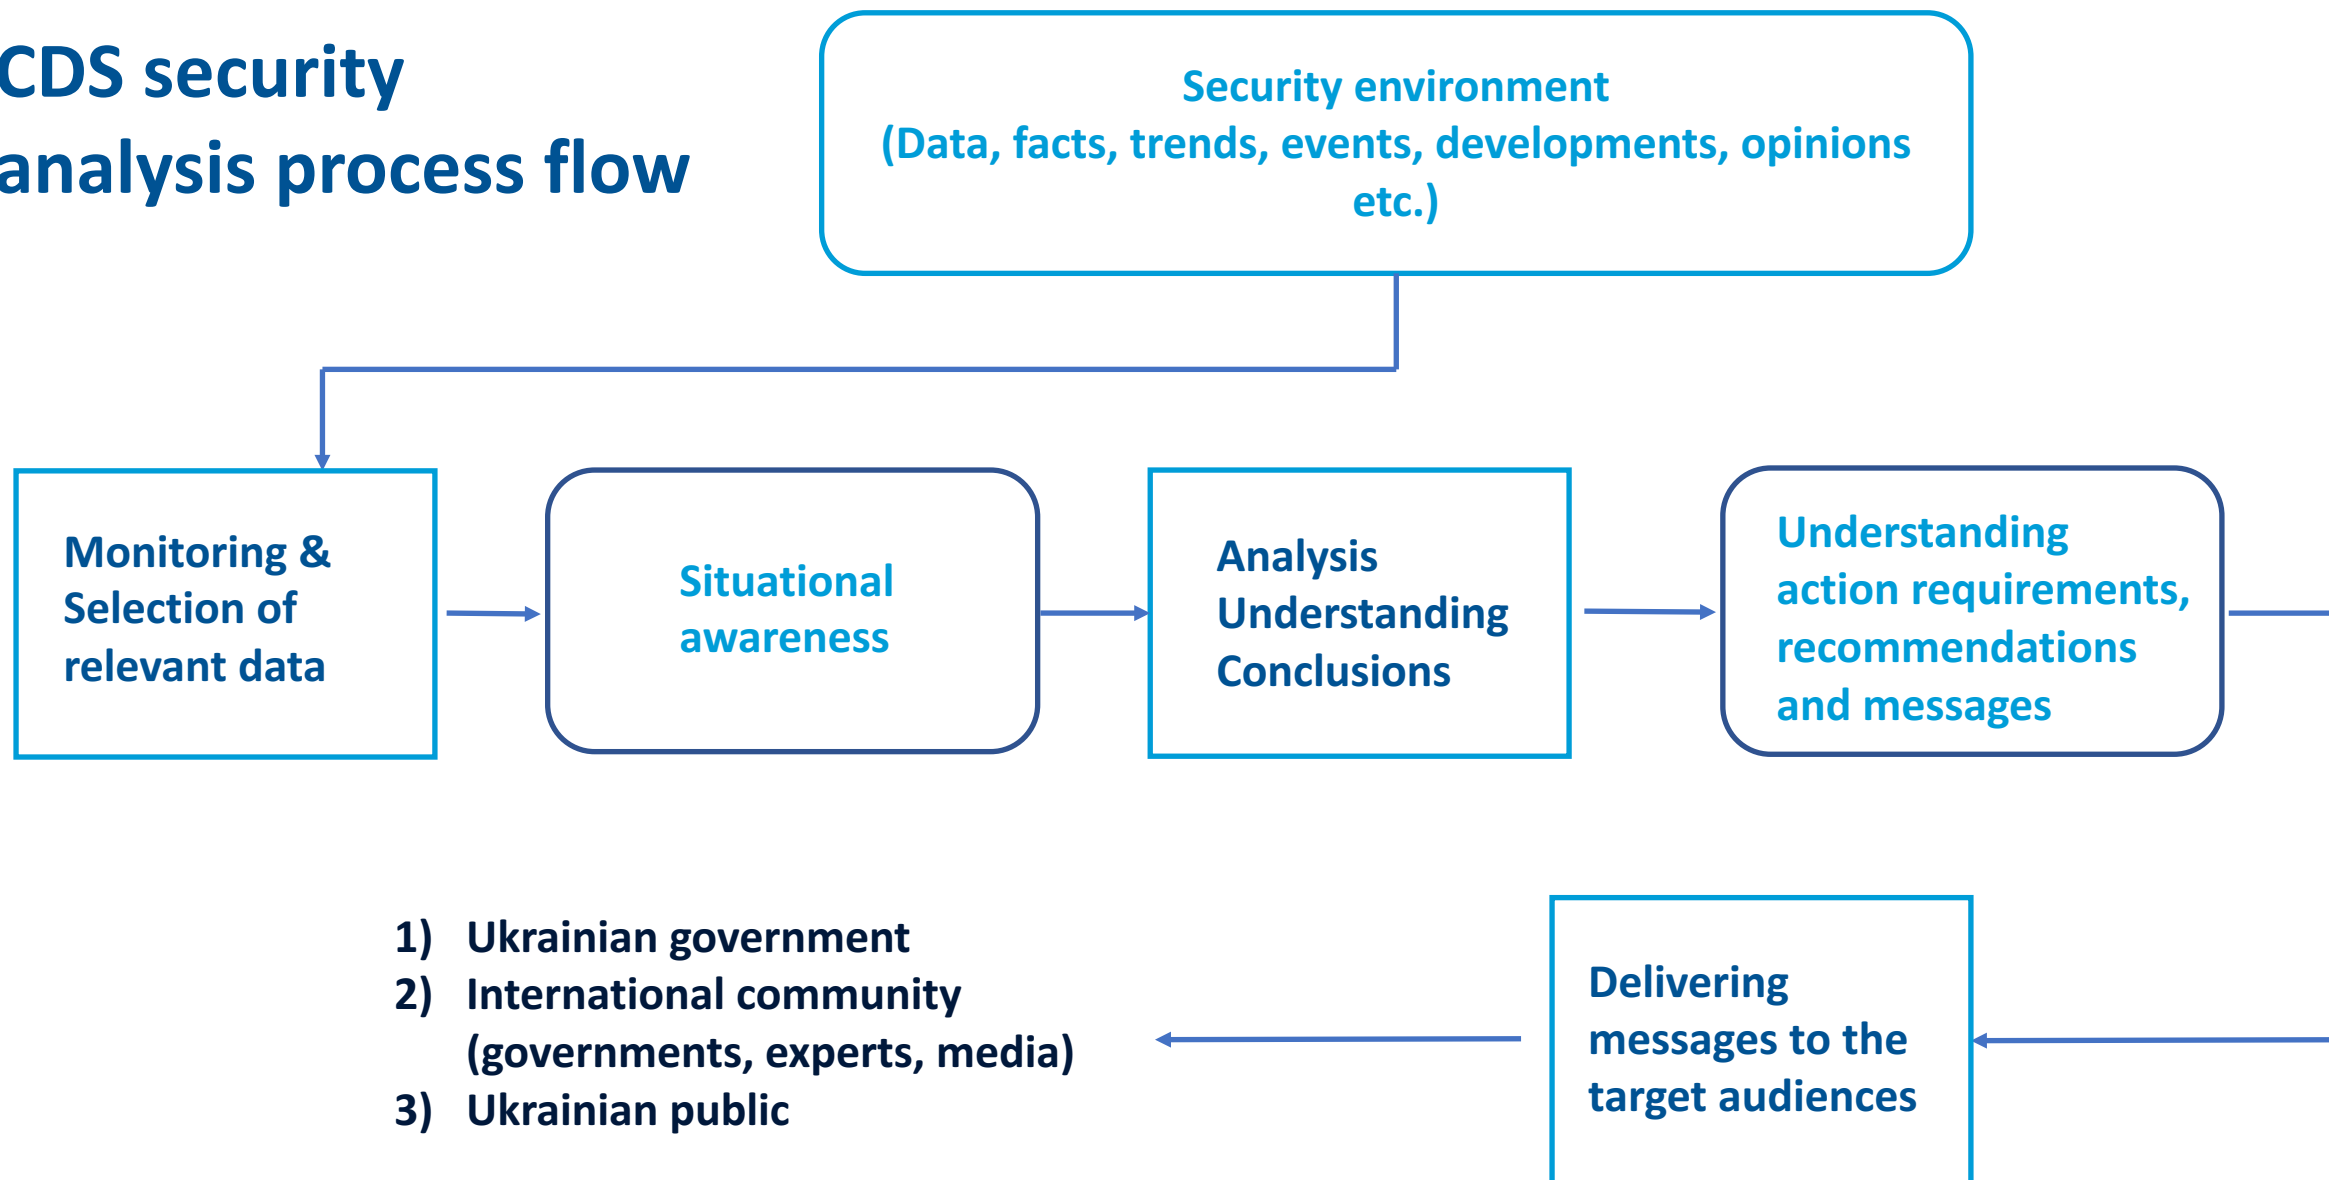 CDS security
analysis process flow
Security environment
(Data, facts, trends, events, developments, opinions
etc.)
Monitoring &
Selection of
relevant data
Situational
awareness
Analysis
Understanding
Conclusions
Understanding
action requirements,
recommendations
and messages
1) Ukrainian government
2) International community
(governments, experts, media)
3) Ukrainian public
Delivering
messages to the
target audiences